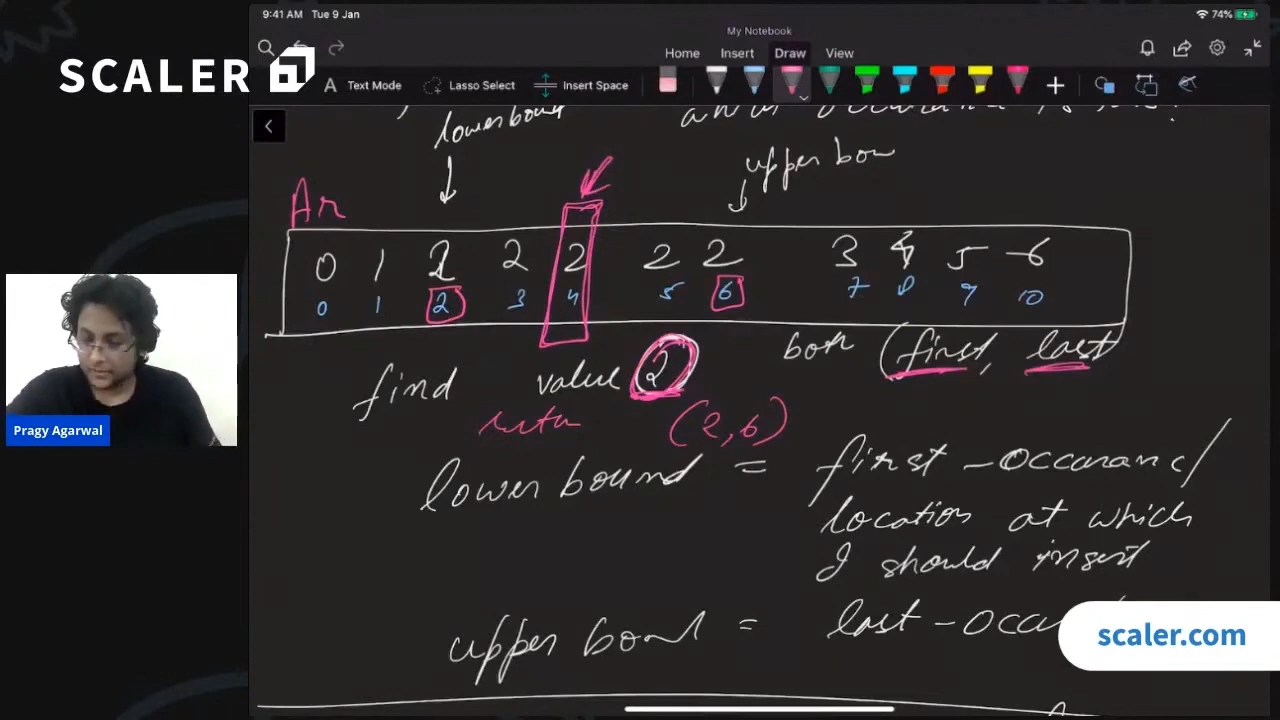 9:41 AM Tue 9 Jan
74%
My Notebook
SCALER
Home Insert Draw View
A Text Mode Lasso Select Insert Space
lowerbound
upper boun
Ar
0 1 2 2 2 2 2 3 4 5 6
0 1 2 3 4 5 6 7 8 9 10
find value 2 both (first, last)
(2,6)
Pragy Agarwal
lower bound = first-occurance/
location at which
I should insert
upper bound = last-occu
scaler.com